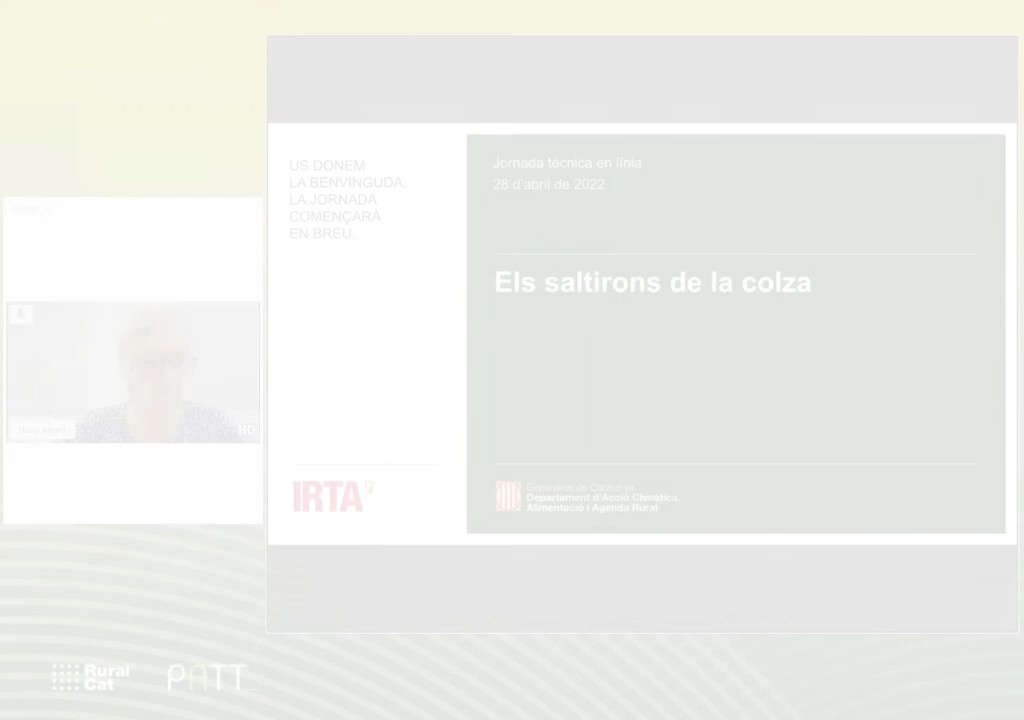 US DONEM
LA BENVINGUDA,
LA JORNADA
COMENÇARÀ
EN BREU.
Jornada tècnica en línia
28 d'abril de 2022
Els saltirons de la colza
HD
IRTA
Generalitat de Catalunya
Departament d'Acció Climàtica,
Alimentació i Agenda Rural
Rural
Cat
PATT